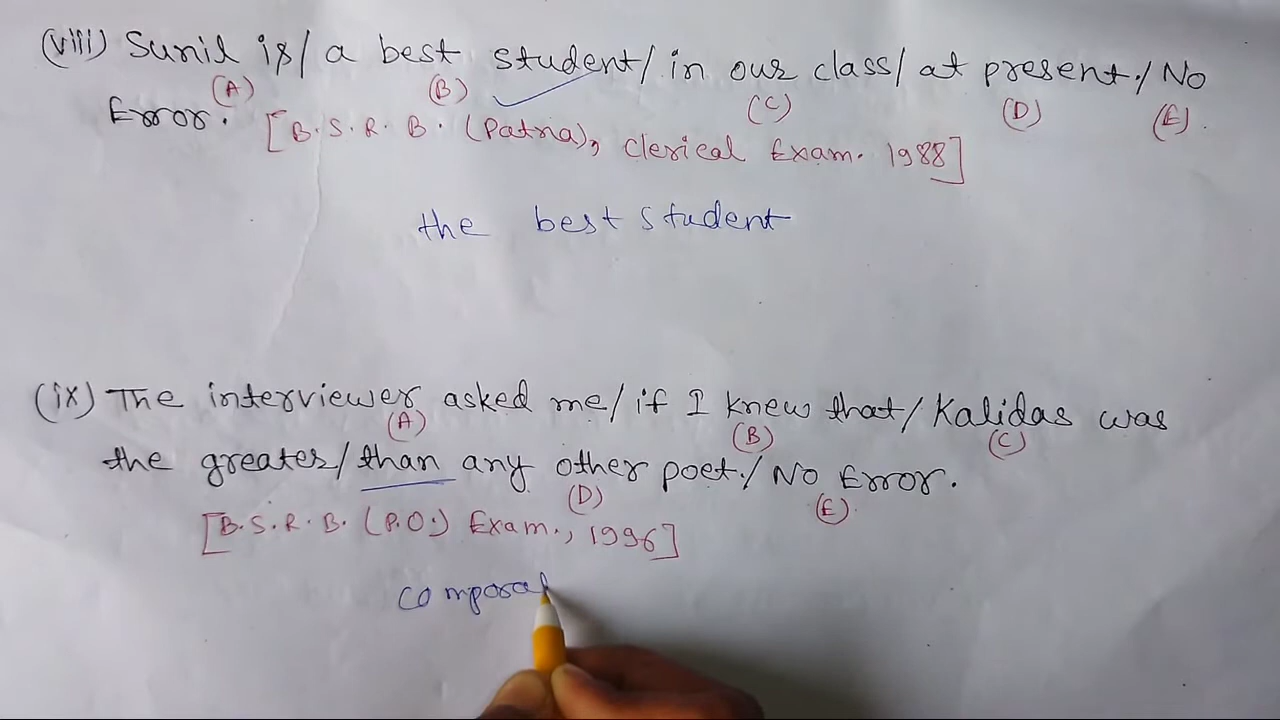 (viii) Sunil is/ a best student/ in our class/ at present./ No
(A) (B) (C) (D) (E).
Error. [B.S.R.B. (Patna), Clerical Exam. 1988]
the best student
(ix) The interviewer asked me/ if I knew that/ Kalidas was
(A) (B) (C)
the greater/ than any other poet./ No Error.
(D) (E).
[B.S.R.B. (P.O.) Exam., 1996]